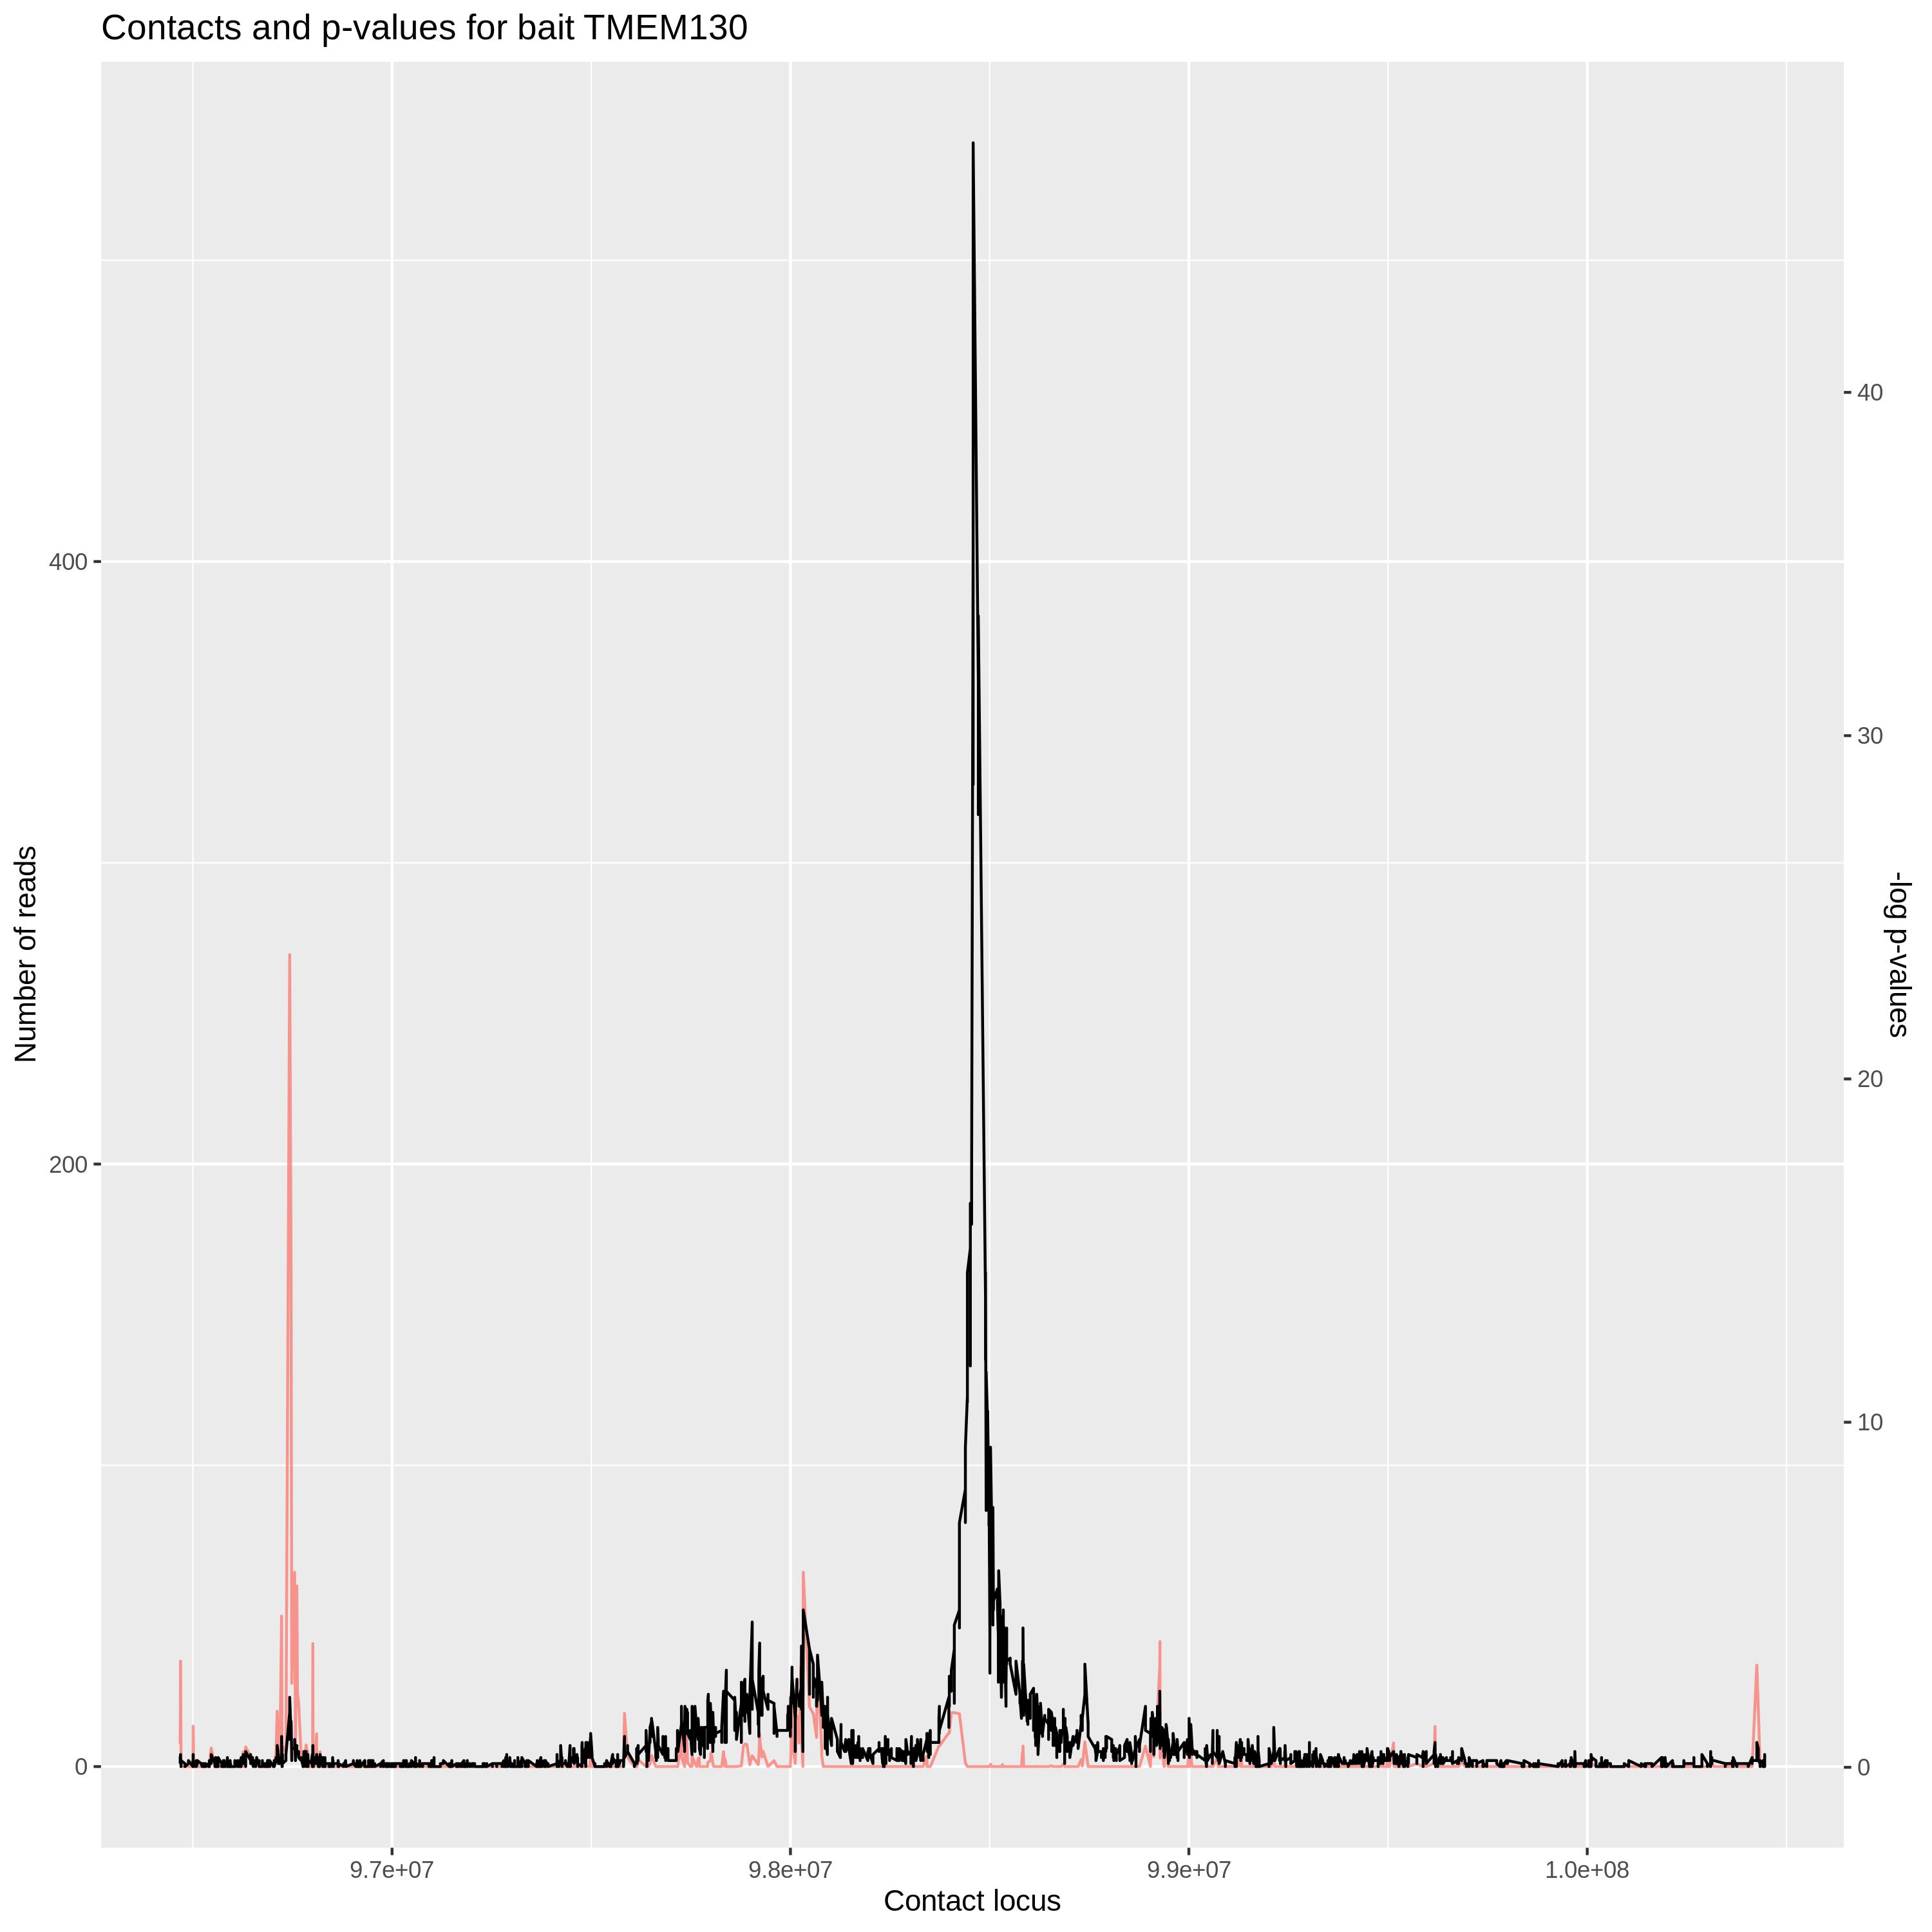 Contacts and p-values for bait TMEM130
Number of reads
400
200
0
40
30
20
10
0
-log p-values
9.7e+07
9.8e+07
9.9e+07
1.0e+08
Contact locus